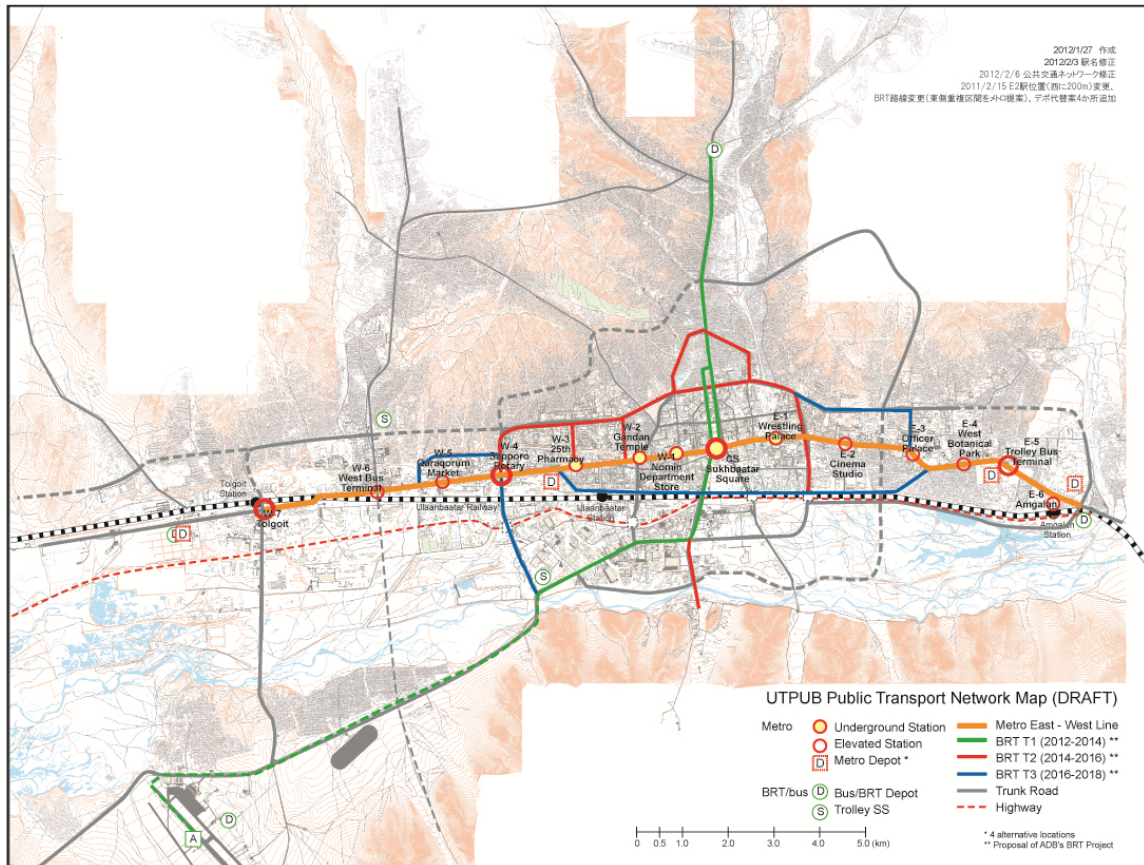 2012/1/27 作成
2012/2/3 駅名修正
2012/2/6 公共交通ネットワーク修正
2011/2/15 E2駅位置(西に200m)変更、
BRT路線変更(東側重複区間をメトロ提案)、デポ代替案4か所追加
D
S
E-1
Wrestling
Palace
W-2
Gandan
Temple
W-3
25th
Pharmacy
W-4
Sapporo
Rotary
W-5
Qaraqorum
Market
W-6
West Bus
Terminal
W-1
Nomin
Department
Store
CS
Sukhbaatar
Square
E-2
Cinema
Studio
E-3
Officer
Palace
E-4
West
Botanical
Park
E-5
Trolley Bus
Terminal
E-6
Amgalan
Amgalan
Station
Tolgoit
Station
W-7
Tolgoit
Ulaanbaatar Railway
Ulaanbaatar
Station
D
D
D
D
D
D
S
D
A
UTPUB Public Transport Network Map (DRAFT)
Metro
Underground Station
Elevated Station
D Metro Depot *
BRT/bus
D Bus/BRT Depot
S Trolley SS
Metro East - West Line
BRT T1 (2012-2014) **
BRT T2 (2014-2016) **
BRT T3 (2016-2018) **
Trunk Road
Highway
* 4 alternative locations
** Proposal of ADB's BRT Project
0 0.5 1.0 2.0 3.0 4.0 5.0 (km)